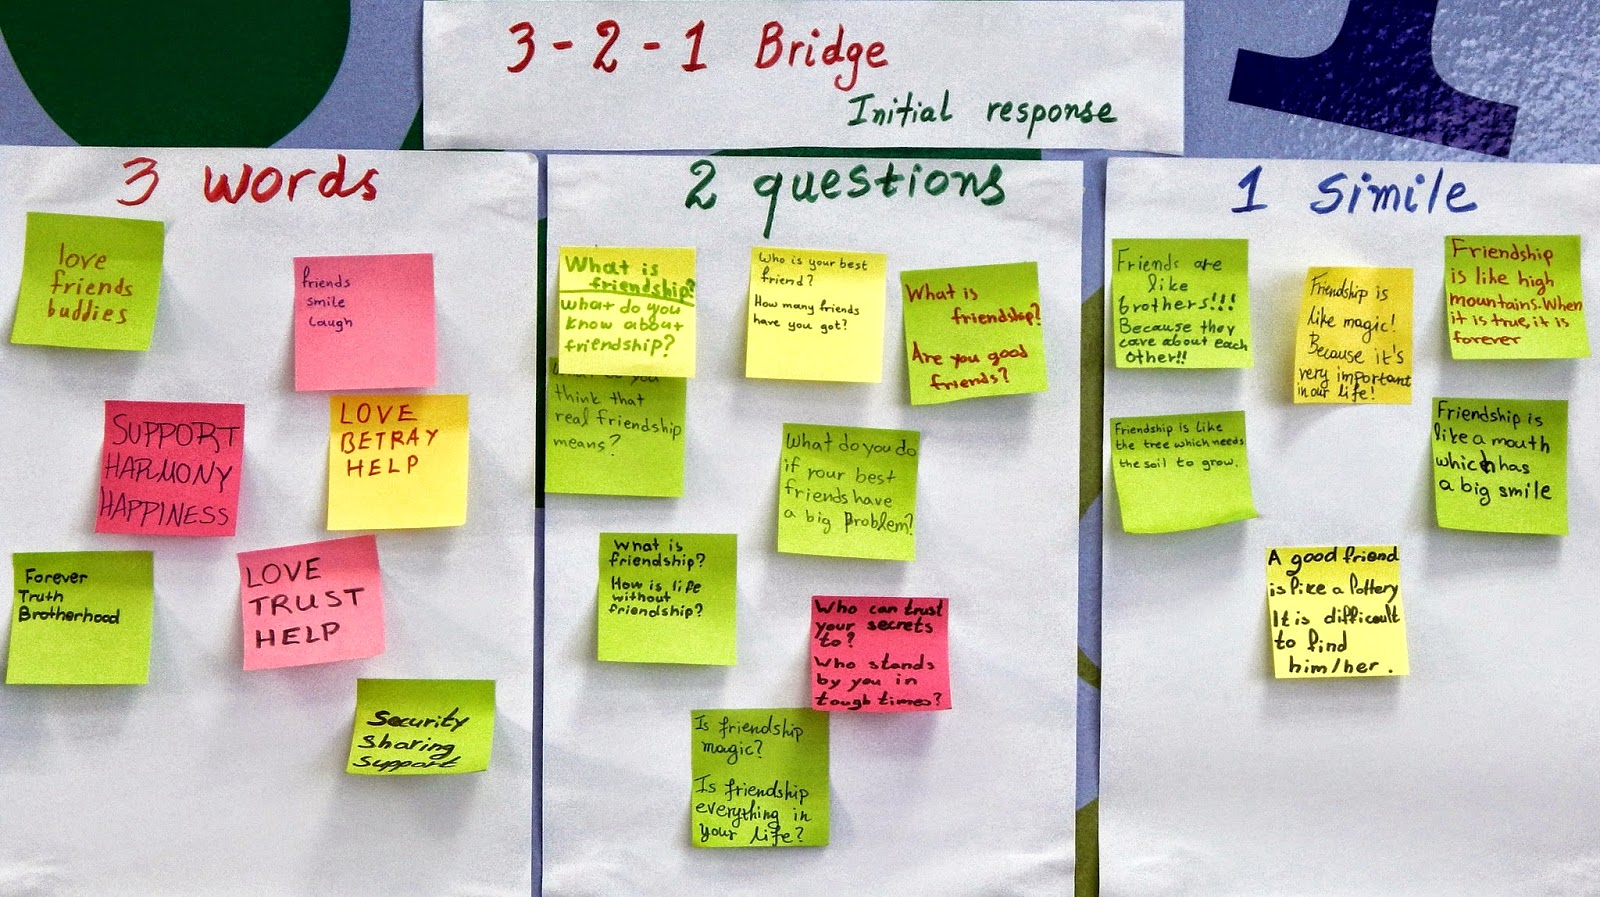 3-2-1 Bridge
Initial response
3 words
love
friends
buddies
friends
smile
laugh
SUPPORT
HARMONY
HAPPINESS
LOVE
BETRAY
HELP
Forever
Truth
Brotherhood
LOVE
TRUST
HELP
Security
Sharing
Support
2 questions
What is
friendship?
What do you
know about
friendship?
Who is your best
friend?
How many friends
have you got?
What is
friendship?
Are you good
friends?
you
think that
real friendship
means?
What do you do
if your best
friends have
a big problem?
What is
friendship?
How is life
without
friendship?
Who can trust
your secrets
to?
Who stands
by you in
tough times?
Is friendship
magic?
Is friendship
everything in
your life?
1 simile
Friends are
like
brothers!!!
Because they
care about each
other!!
Friendship is
like magic!
Because it's
very important
in our life!
Friendship
is like high
mountains. When
it is true, it is
forever
Friendship is like
the tree which needs
the soil to grow.
Friendship is
like a mouth
which has
a big smile
A good friend
is like a pottery
It is difficult
to find
him/her.